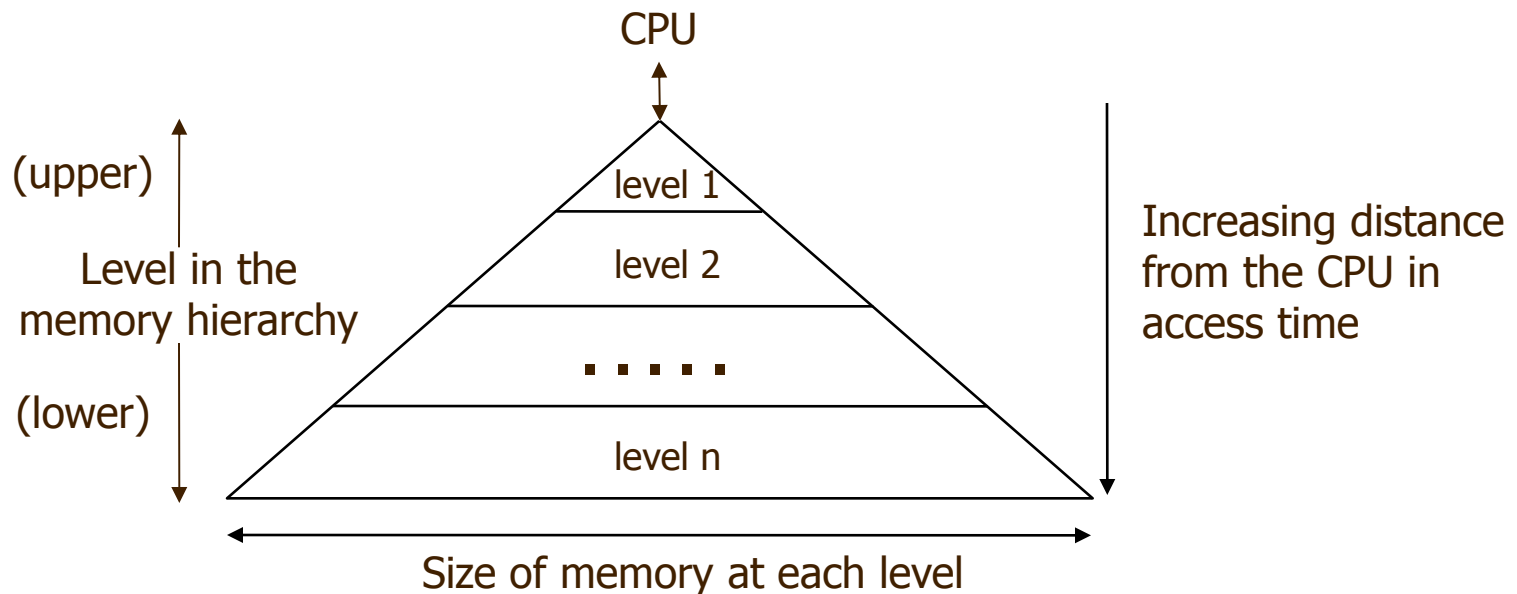 CPU
(upper)
level 1
Increasing distance
from the CPU in
access time
level 2
Level in the
memory hierarchy
.....
(lower)
level n
Size of memory at each level